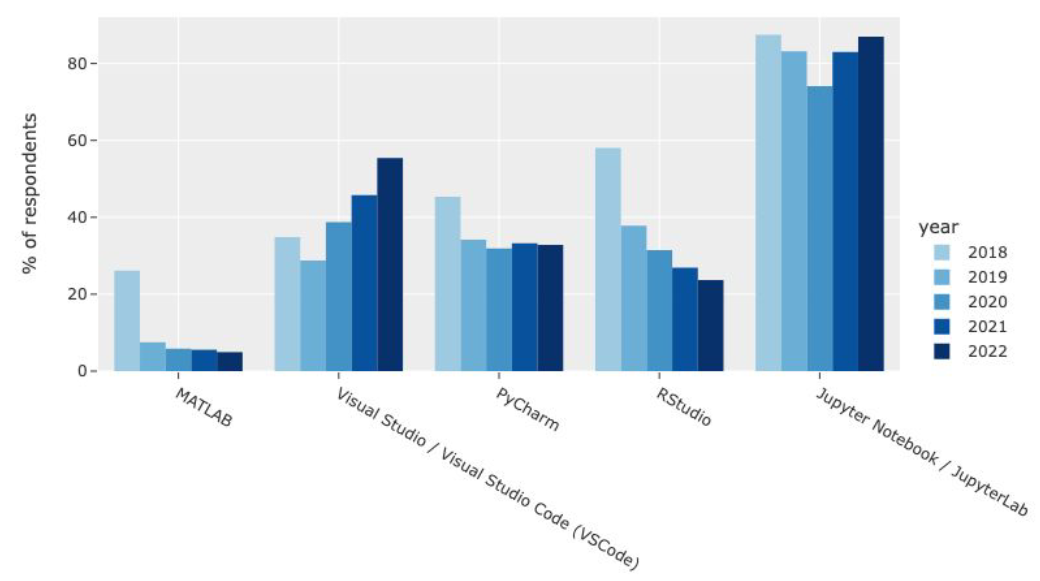 % of respondents
80
60
40
20
0
MATLAB
Visual Studio / Visual Studio Code (VSCode)
PyCharm
RStudio
Jupyter Notebook / JupyterLab
year
2018
2019
2020
2021
2022